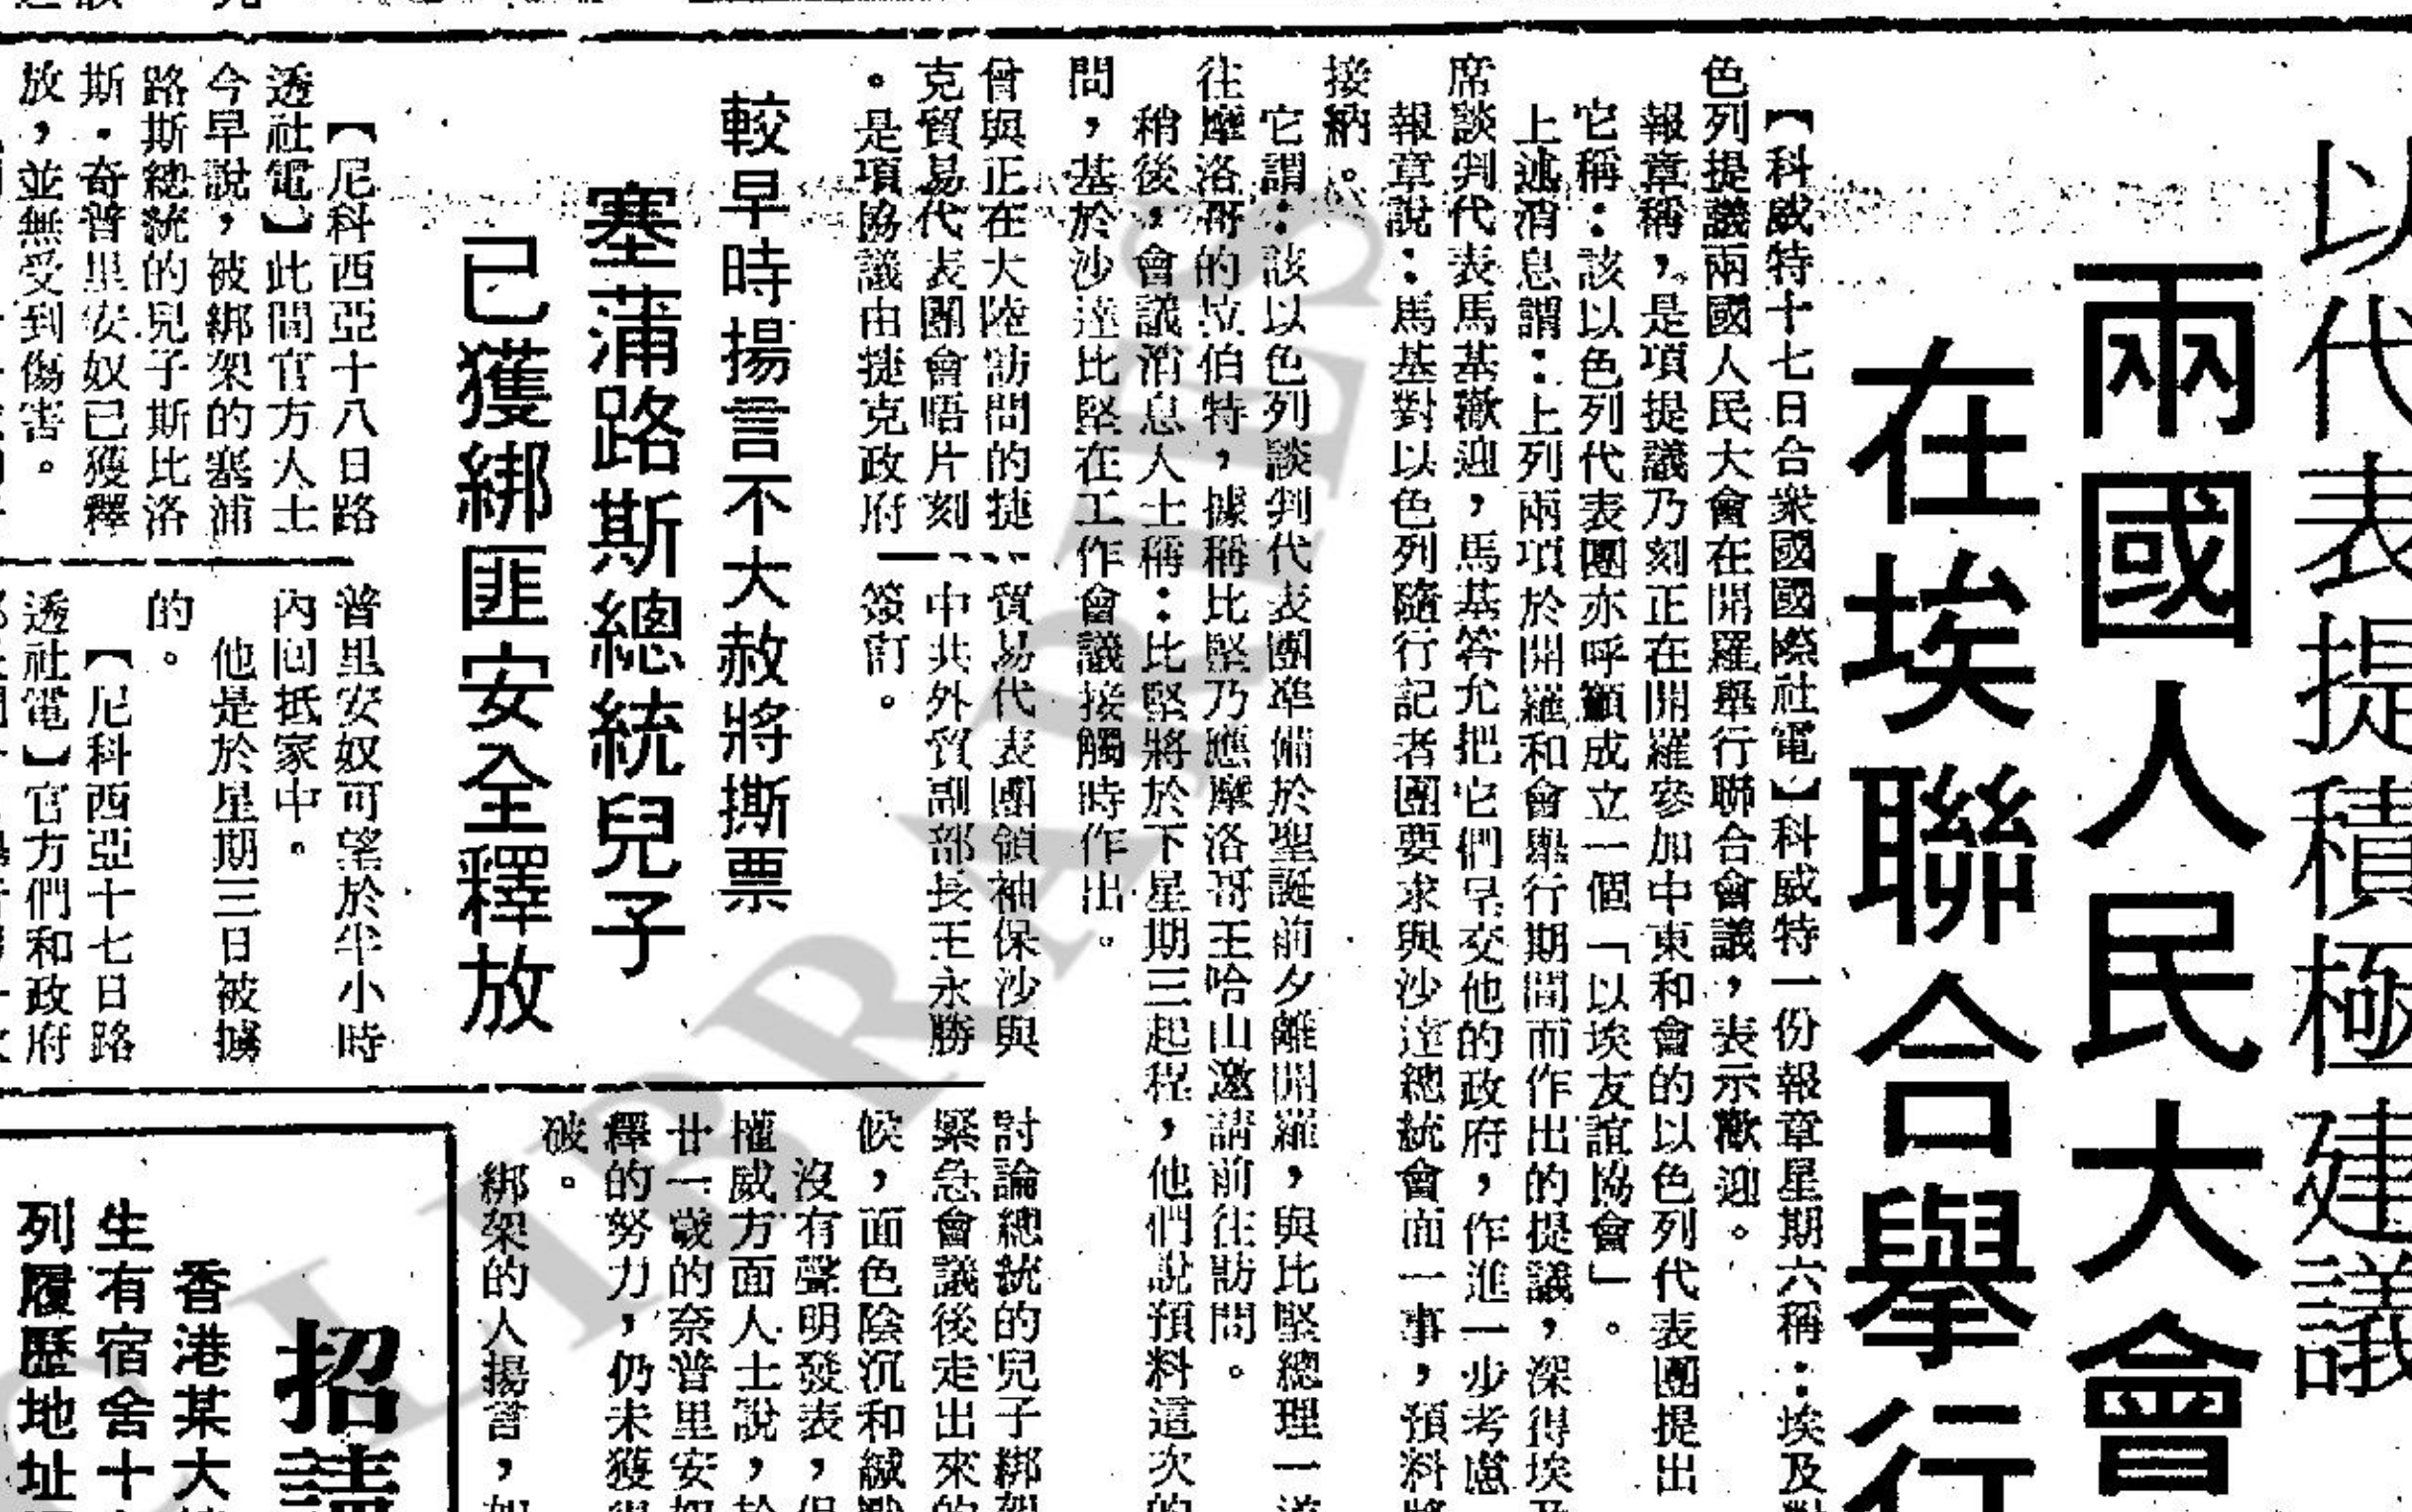 以代表提積極建議
兩國人民大會
在埃聯合舉行
【科威特十七日合衆國國際社電】科威特一份報章星期六稱：埃及對
色列提議兩國人民大會在開羅舉行聯合會議，表示歡迎。
報章稱，是項提議乃刻正在開羅參加中東和會的以色列代表團提出
它稱：該以色列代表團亦呼籲成立一個「以埃友誼協會」。
上述消息謂：上列兩項於開羅和會舉行期間而作出的提議，深得埃及
席談判代表馬基歡迎，馬基答允把它們早交他的政府，作進一步考慮
報章說：馬基對以色列隨行記者團要求與沙達總統會面一事，預料將
接納。
它謂：該以色列談判代表團準備於聖誕前夕離開羅，與比堅總理一道
往摩洛哥的拉伯特，據稱比堅乃應摩洛哥王哈山邀請前往訪問。
稍後，會議消息人士稱：比堅將於下星期三起程，他們說預料這次的
問，基於沙達比堅在工作會議接觸時作出。
曾與正在大陸訪問的捷
克貿易代表團會晤片刻
。是項協議由捷克政府
貿易代表團領袖保沙與
中共外貿副部長王永勝
簽訂。
較早時揚言不大赦將撕票
塞蒲路斯總統兒子
已獲綁匪安全釋放
【尼科西亞十八日路
透社電】此間官方人士
今早說，被綁架的塞浦
路斯總統的兒子斯比洛
斯・奇普里安奴已獲釋
放，並無受到傷害。
普里安奴可望於半小時
內回抵家中。
他是於星期三日被擄
的。
【尼科西亞十七日路
透社電】官方們和政府
討論總統的兒子綁架
緊急會議後走出來的
候，面色陰沉和緘默
沒有聲明發表，但
權威方面人士說，於
廿一歲的奈普里安奴
釋的努力，仍未獲得
破。
綁架的人揚言，如
招請
香港某大
生有宿舍十
列履歷地址
LIBRARIES